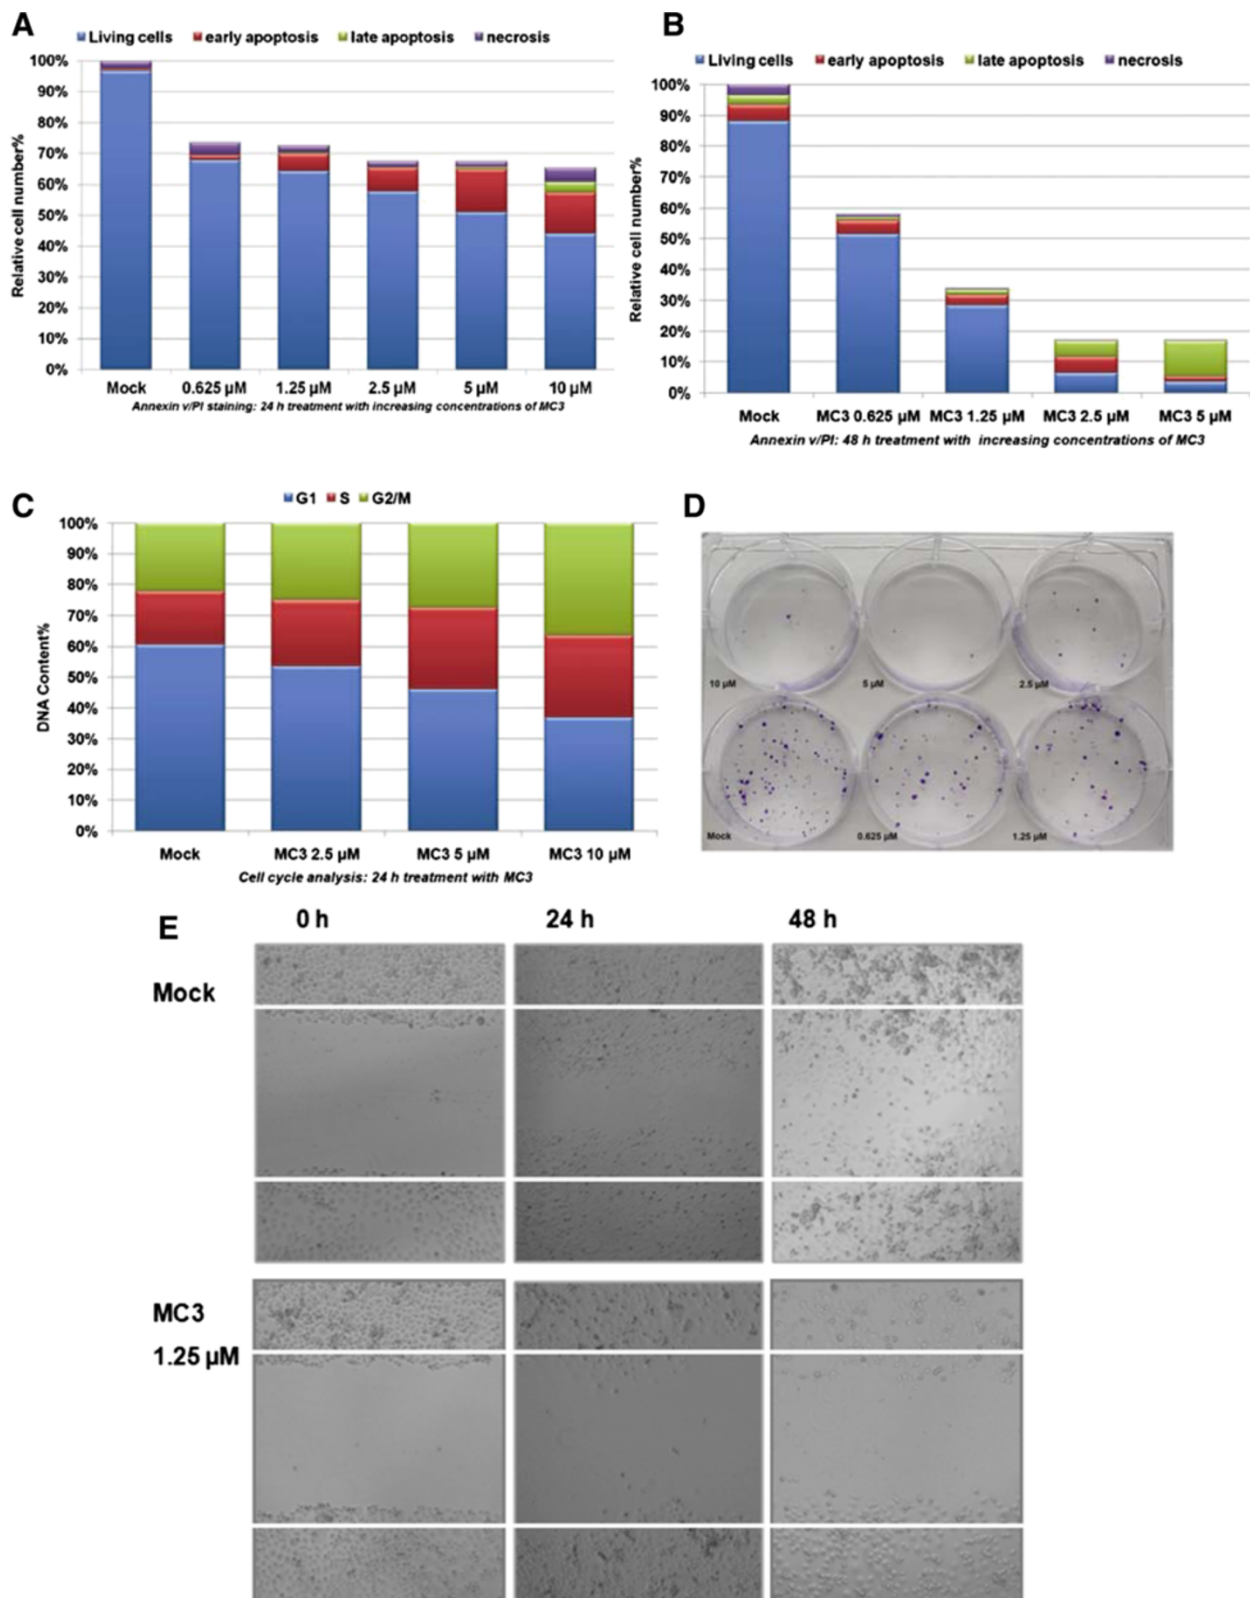 A
Living cells early apoptosis late apoptosis necrosis
100%
90%
80%
70%
60%
50%
40%
30%
20%
10%
0%
Relative cell number%
Mock 0.625 µM 1.25 µM 2.5 µM 5 µM 10 µM
Annexin v/PI staining: 24 h treatment with increasing concentrations of MC3
B
Living cells early apoptosis late apoptosis necrosis
100%
90%
80%
70%
60%
50%
40%
30%
20%
10%
0%
Relative cell number%
Mock MC3 0.625 µM MC3 1.25 µM MC3 2.5 µM MC3 5 µM
Annexin v/PI: 48 h treatment with increasing concentrations of MC3
C
G1 S G2/M
100%
90%
80%
70%
60%
50%
40%
30%
20%
10%
0%
DNA Content%
Mock MC3 2.5 µM MC3 5 µM MC3 10 µM
Cell cycle analysis: 24 h treatment with MC3
D
10 µM 5 µM 2.5 µM
Mock 0.625 µM 1.25 µM
E
0 h 24 h 48 h
Mock
MC3
1.25 µM